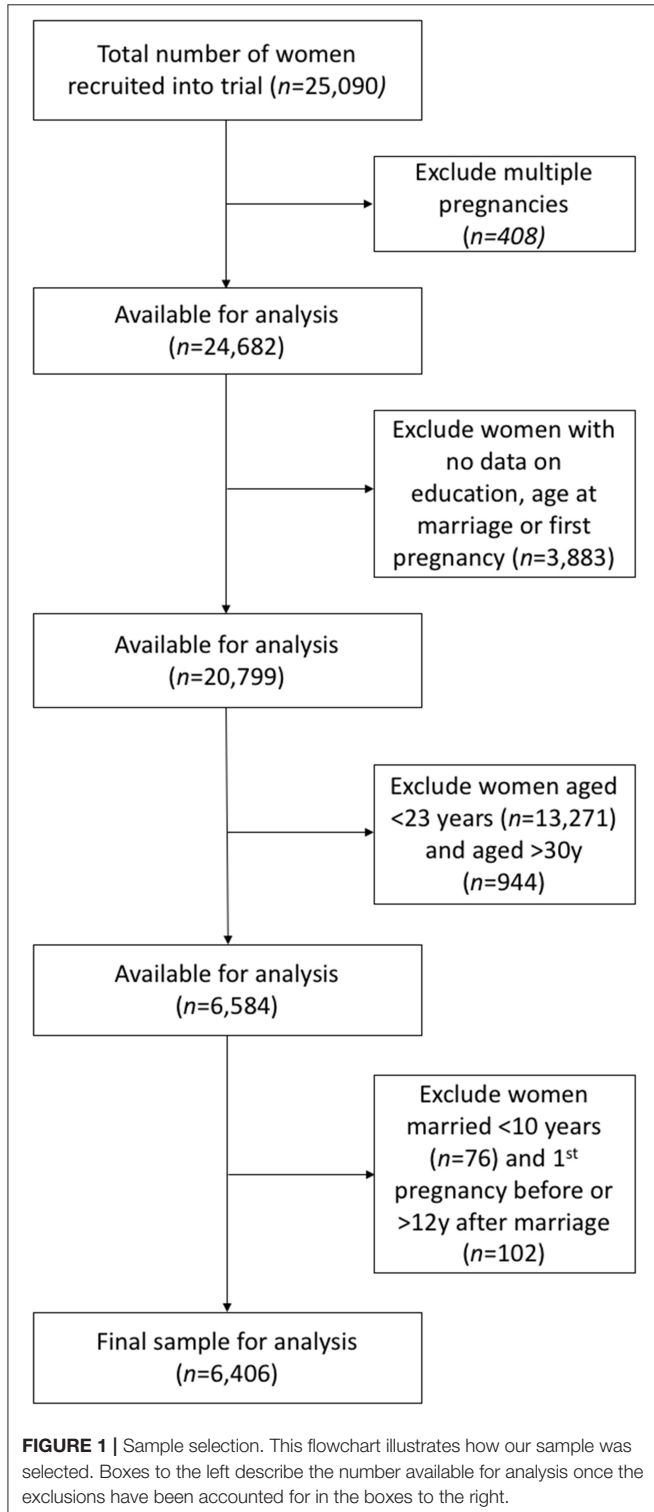 Total number of women
recruited into trial (n=25,090)
Exclude multiple
pregnancies
(n=408)
Available for analysis
(n=24,682)
Exclude women with
no data on
education, age at
marriage or first
pregnancy (n=3,883)
Available for analysis
(n=20,799)
Exclude women aged
<23 years (n=13,271)
and aged >30y
(n=944)
Available for analysis
(n=6,584)
Exclude women
married <10 years
(n=76) and 1st
pregnancy before or
>12y after marriage
(n=102)
Final sample for analysis
(n=6,406)
FIGURE 1 | Sample selection. This flowchart illustrates how our sample was
selected. Boxes to the left describe the number available for analysis once the
exclusions have been accounted for in the boxes to the right.